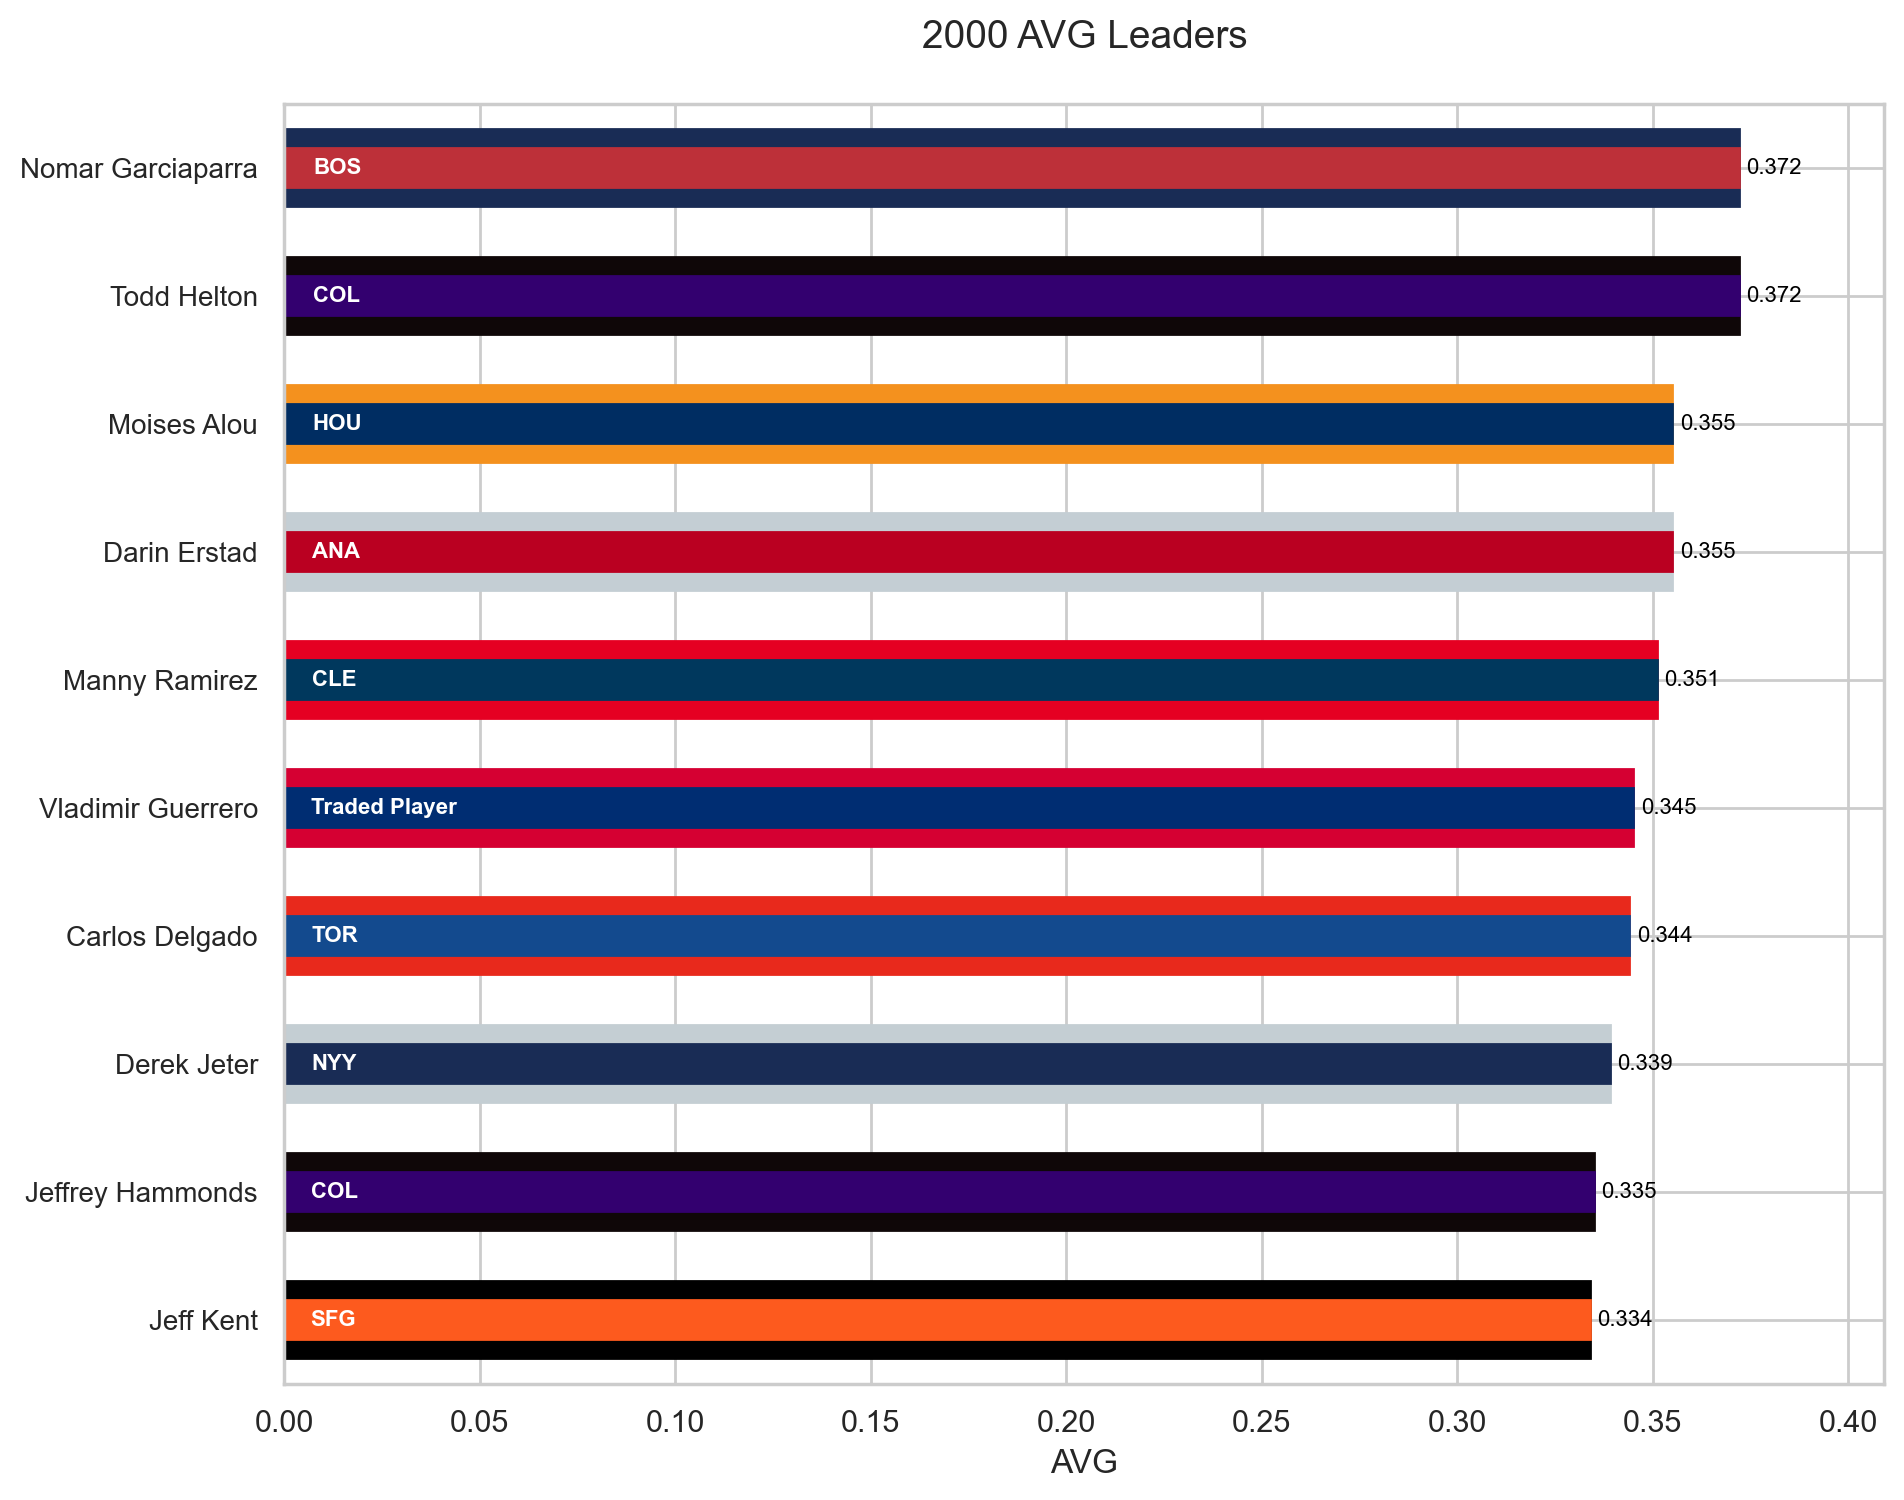 2000 AVG Leaders
Nomar Garciaparra BOS 0.372
Todd Helton COL 0.372
Moises Alou HOU 0.355
Darin Erstad ANA 0.355
Manny Ramirez CLE 0.351
Vladimir Guerrero Traded Player 0.345
Carlos Delgado TOR 0.344
Derek Jeter NYY 0.339
Jeffrey Hammonds COL 0.335
Jeff Kent SFG 0.334
0.00 0.05 0.10 0.15 0.20 0.25 0.30 0.35 0.40
AVG